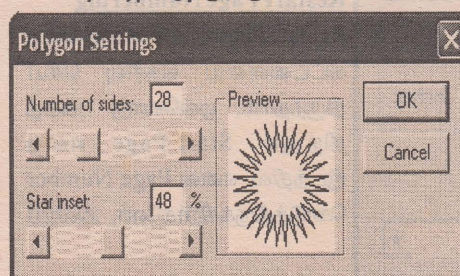 Polygon Settings
Number of sides: 28
Preview
OK
Cancel
Star inset: 48 %